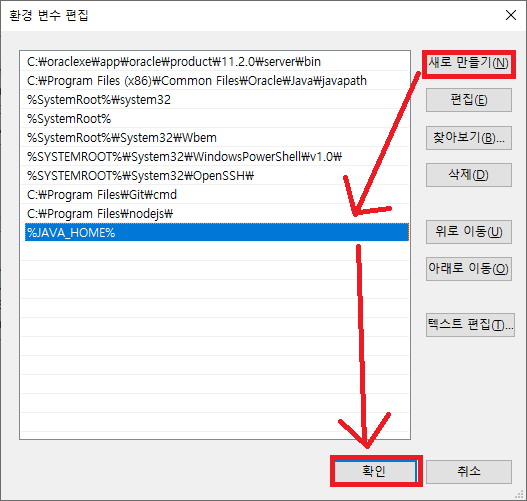 환경 변수 편집
C:₩oraclexe₩app₩oracle₩product₩11.2.0₩server₩bin
C:₩Program Files (x86)₩Common Files₩Oracle₩Java₩javapath
%SystemRoot%₩system32
%SystemRoot%
%SystemRoot%₩System32₩Wbem
%SYSTEMROOT%₩System32₩WindowsPowerShell₩v1.0₩
%SYSTEMROOT%₩System32₩OpenSSH₩
C:₩Program Files₩Git₩cmd
C:₩Program Files₩nodejs₩
%JAVA_HOME%
새로 만들기(N)
편집(E)
찾아보기(B)...
삭제(D)
위로 이동(U)
아래로 이동(O)
텍스트 편집(T)...
확인
취소